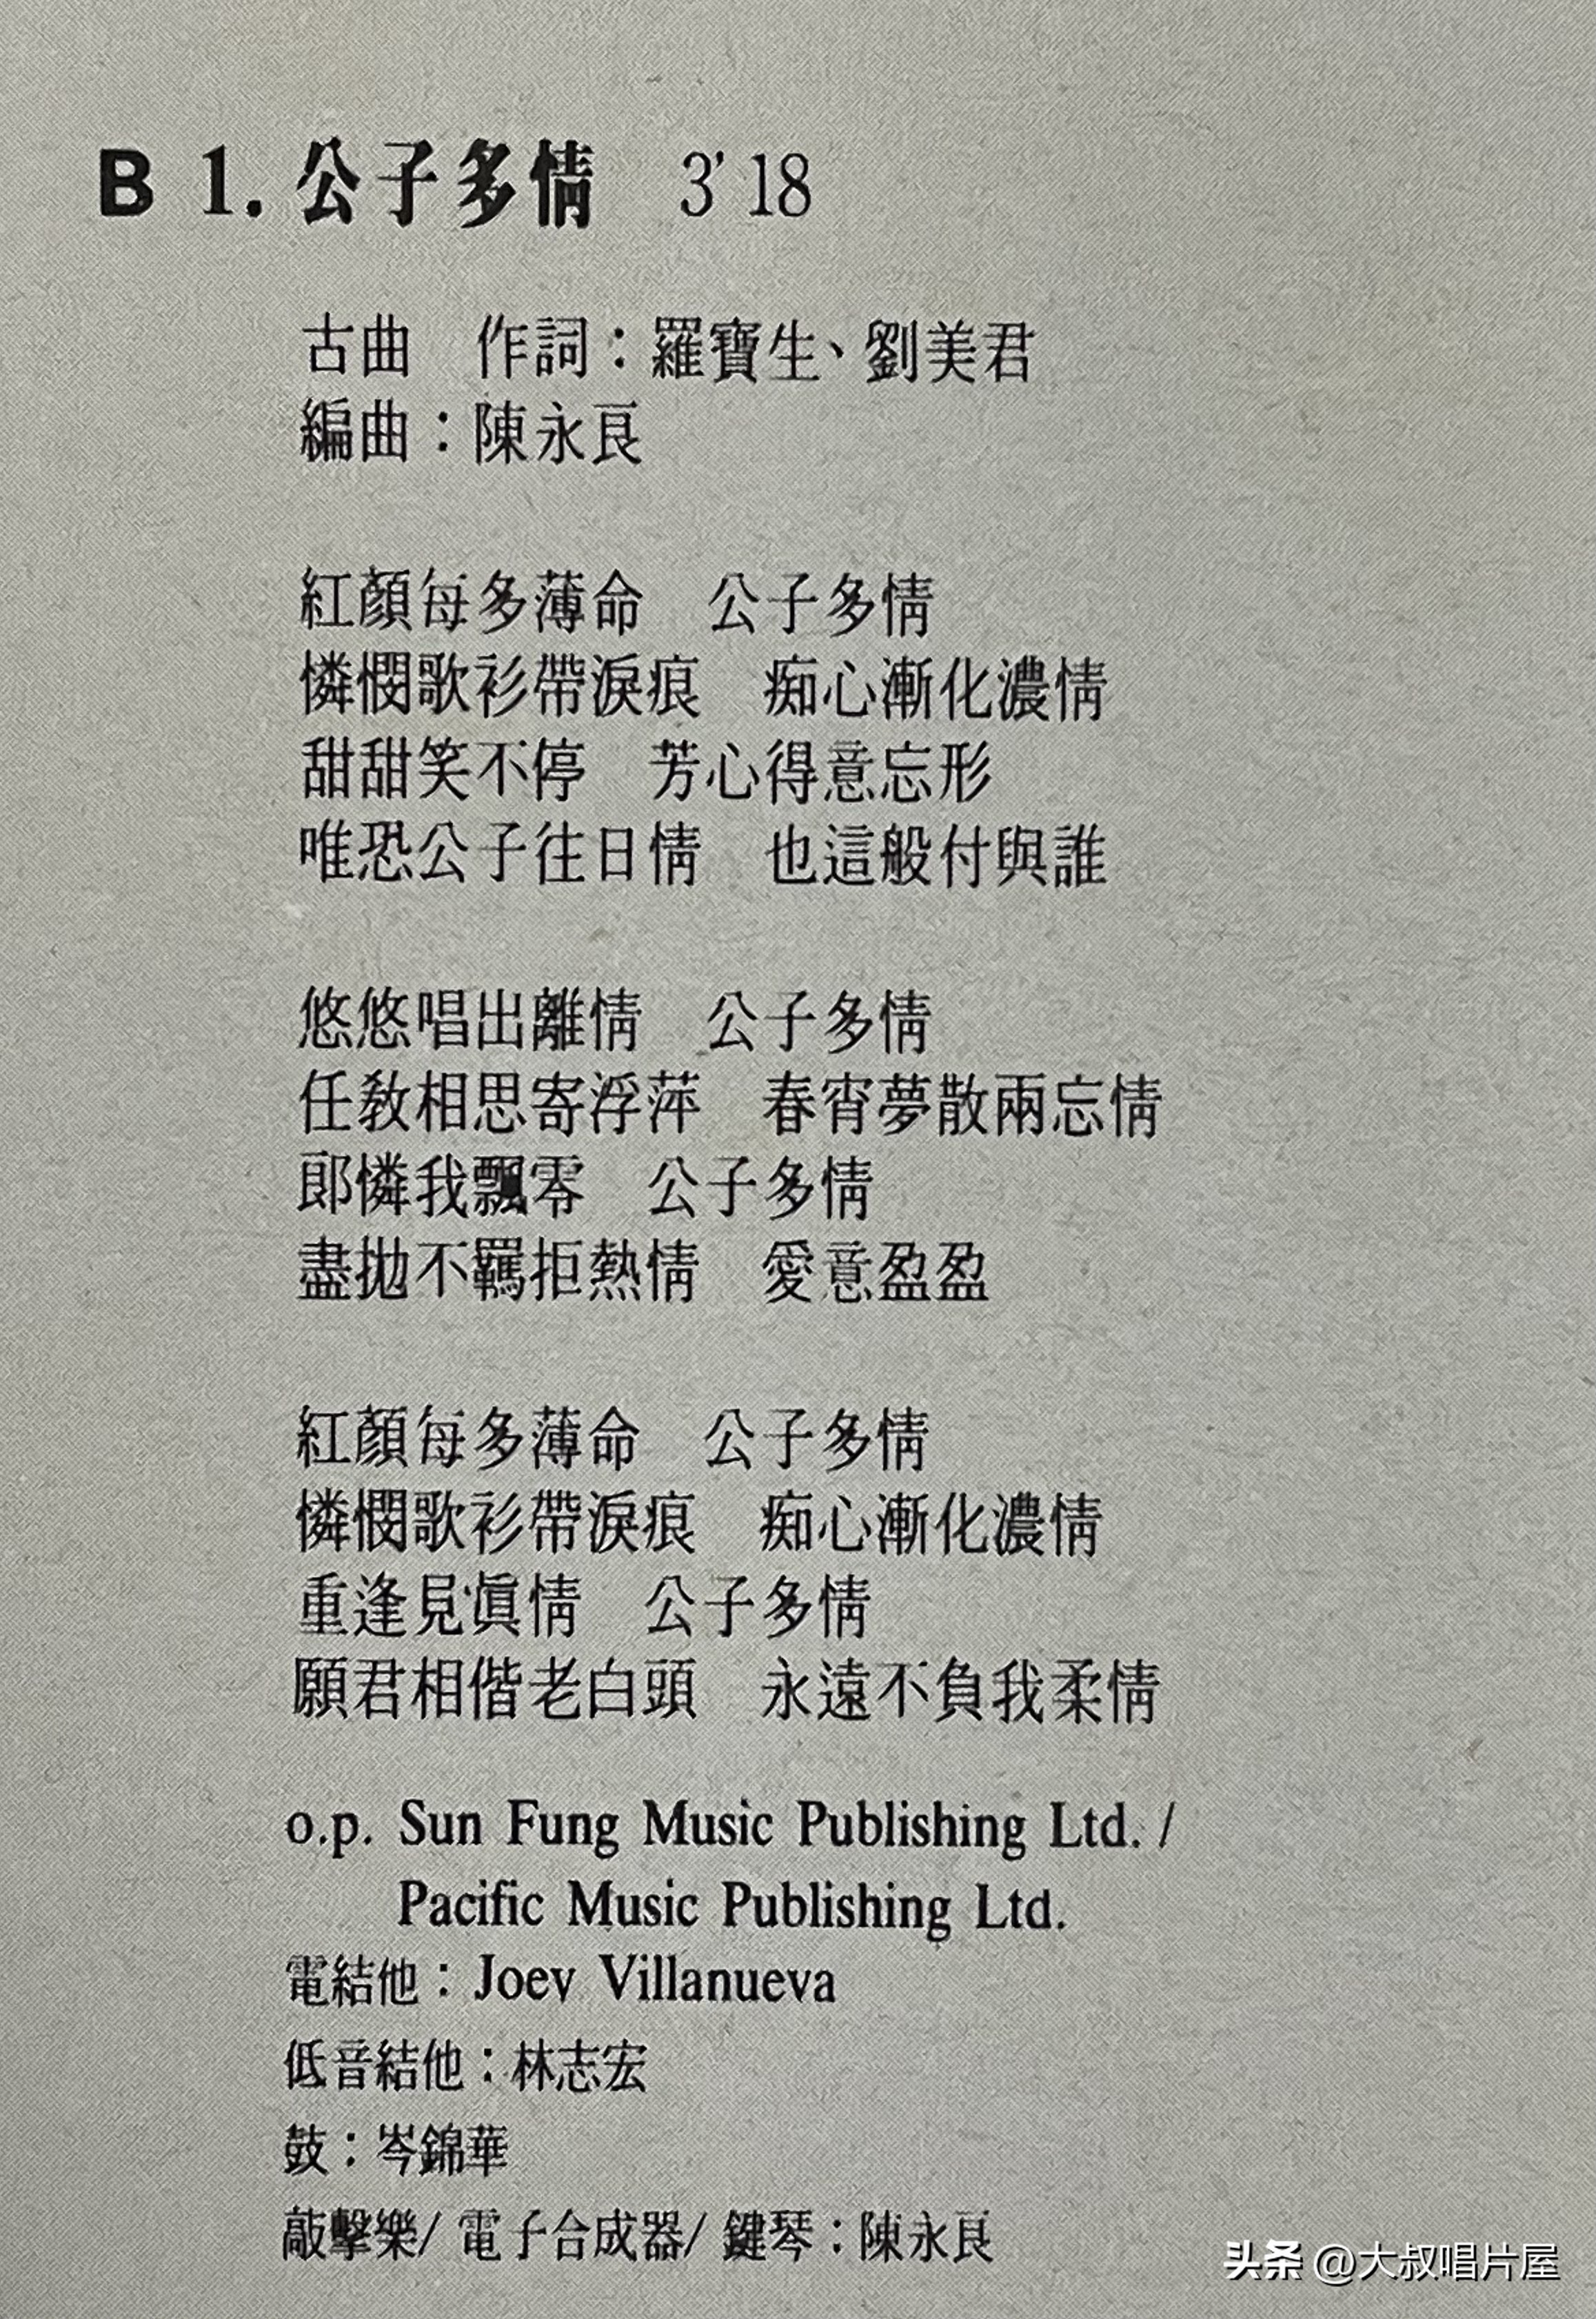 B 1. 公子多情 3'18
古曲 作詞：羅寶生、劉美君
編曲：陳永良
紅顏每多薄命 公子多情
憐憫歌衫帶淚痕 痴心漸化濃情
甜甜笑不停 芳心得意忘形
唯恐公子往日情 也這般付與誰
悠悠唱出離情 公子多情
任教相思寄浮萍 春宵夢散兩忘情
郎憐我飄零 公子多情
盡拋不羈拒熱情 愛意盈盈
紅顏每多薄命 公子多情
憐憫歌衫帶淚痕 痴心漸化濃情
重逢見眞情 公子多情
願君相偕老白頭 永遠不負我柔情
o.p. Sun Fung Music Publishing Ltd. /
Pacific Music Publishing Ltd.
電結他：Joey Villanueva
低音結他：林志宏
鼓：岑錦華
敲擊樂/ 電子合成器/ 鍵琴：陳永良
头条 @大叔唱片屋